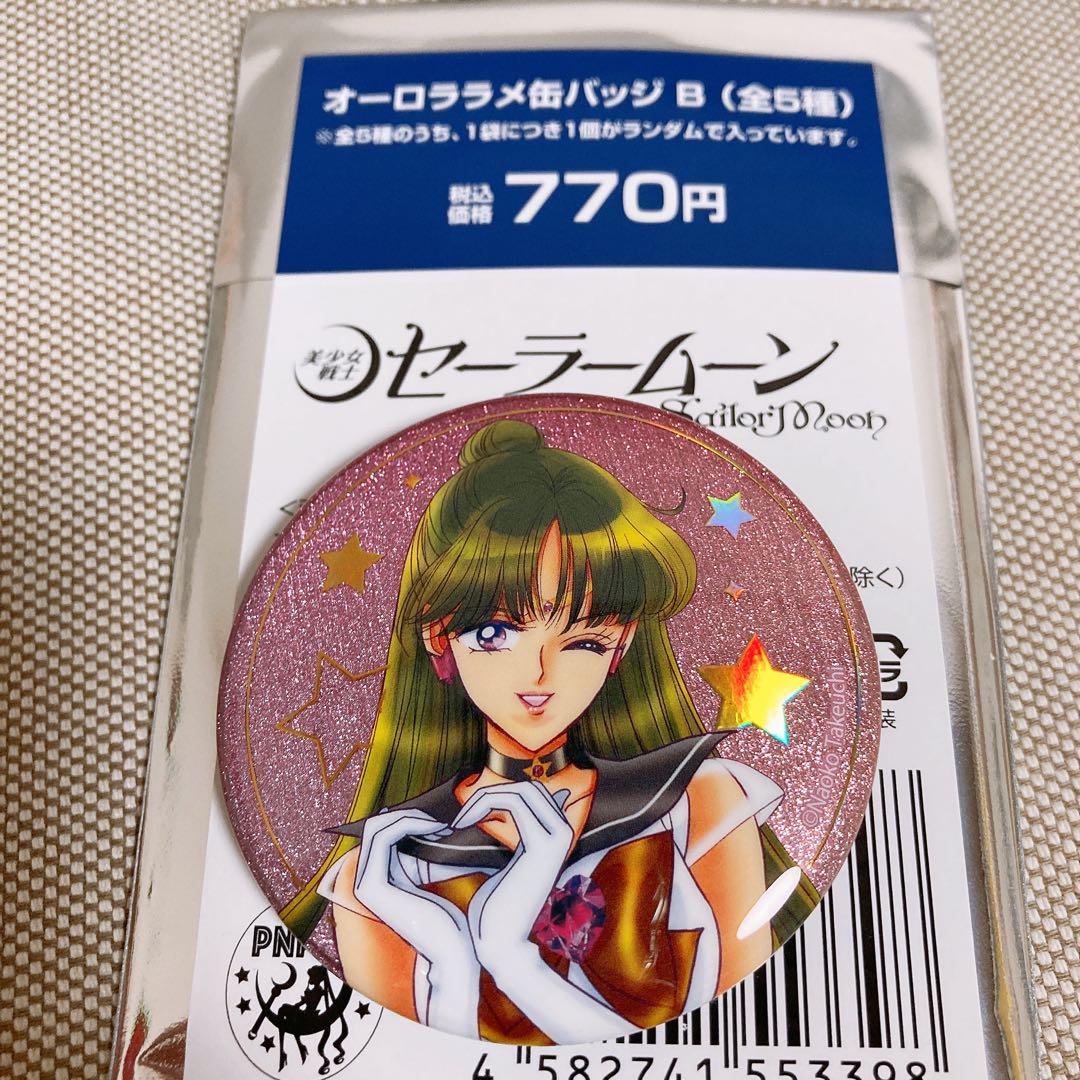 オーロララメ缶バッジ B（全5種）
※全5種のうち、1袋につき1個がランダムで入っています。
税込価格 770円
美少女戦士 セーラームーン
Sailor Moon
除く）
装
©Naoko Takeuchi
PN
4 582741 553398